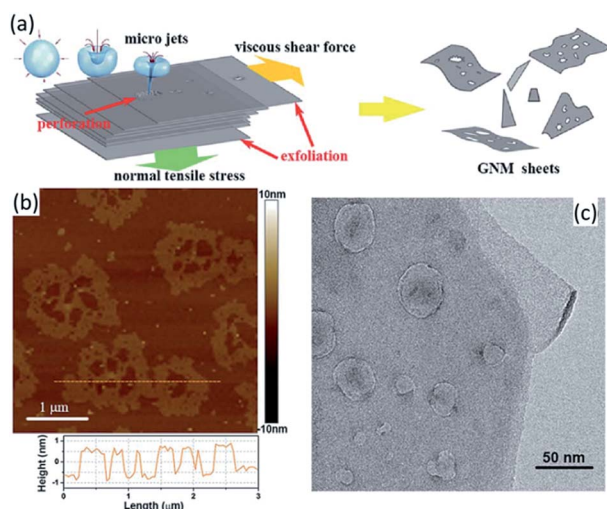 (a)
micro jets
viscous shear force
perforation
exfoliation
normal tensile stress
GNM sheets
(b)
10nm
-10nm
1 μm
Height (nm)
1
0
-1
0 1 2 3
Length (μm)
(c)
50 nm